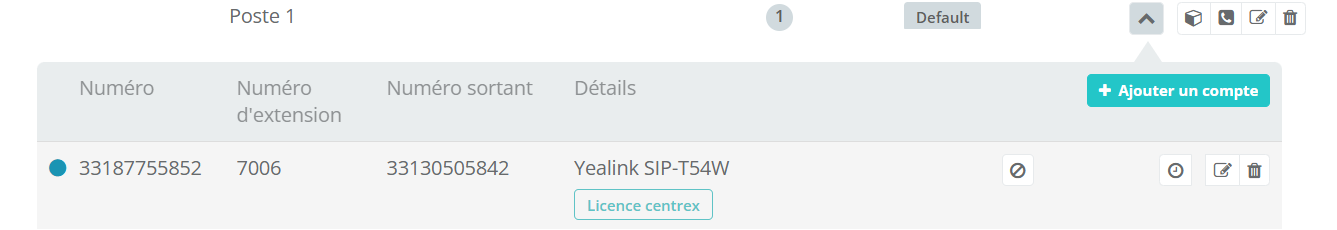 Poste 1 1 Default
Numéro Numéro d'extension Numéro sortant Détails Ajouter un compte
33187755852 7006 33130505842 Yealink SIP-T54W
Licence centrex